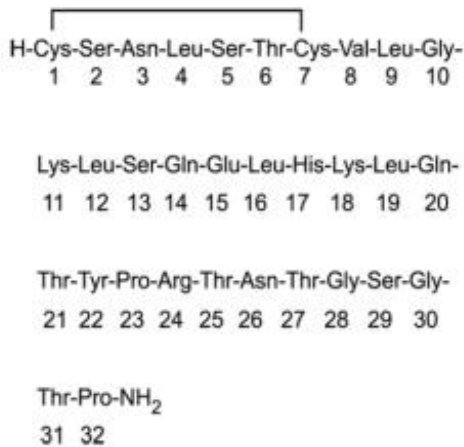 H-Cys-Ser-Asn-Leu-Ser-Thr-Cys-Val-Leu-Gly-
1 2 3 4 5 6 7 8 9 10
Lys-Leu-Ser-Gln-Glu-Leu-His-Lys-Leu-Gln-
11 12 13 14 15 16 17 18 19 20
Thr-Tyr-Pro-Arg-Thr-Asn-Thr-Gly-Ser-Gly-
21 22 23 24 25 26 27 28 29 30
Thr-Pro-NH₂
31 32